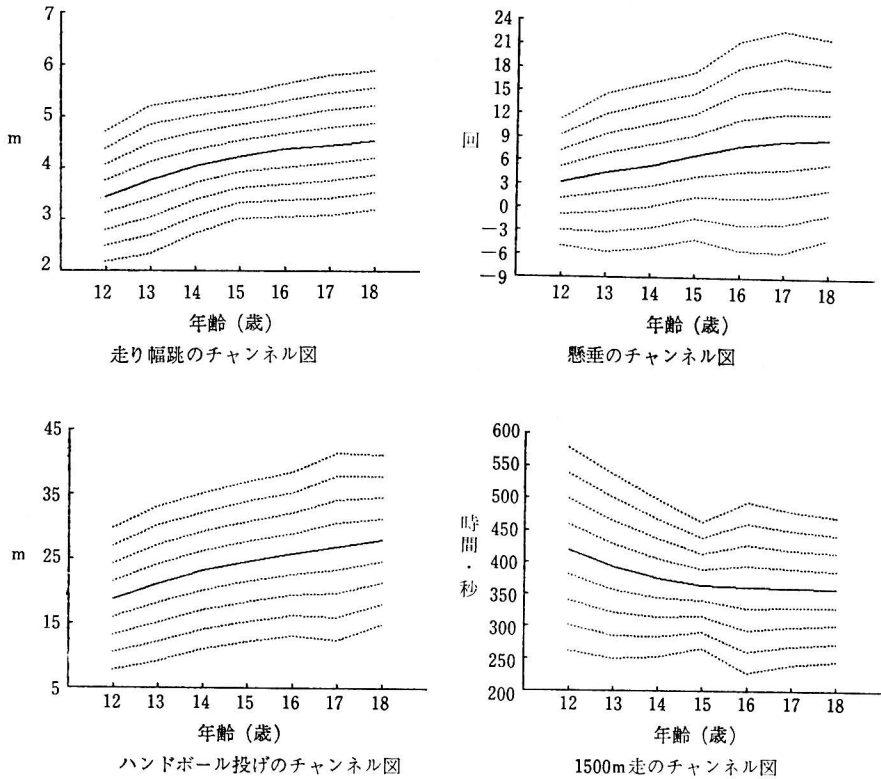 7
6
5
m
4
3
2
12 13 14 15 16 17 18
年齢（歳）
走り幅跳のチャンネル図
24
21
18
15
12
回
9
6
3
0
−3
−6
−9
12 13 14 15 16 17 18
年齢（歳）
懸垂のチャンネル図
45
35
m
25
15
5
12 13 14 15 16 17 18
年齢（歳）
ハンドボール投げのチャンネル図
600
550
500
450
時間・秒
400
350
300
250
200
12 13 14 15 16 17 18
年齢（歳）
1500m走のチャンネル図